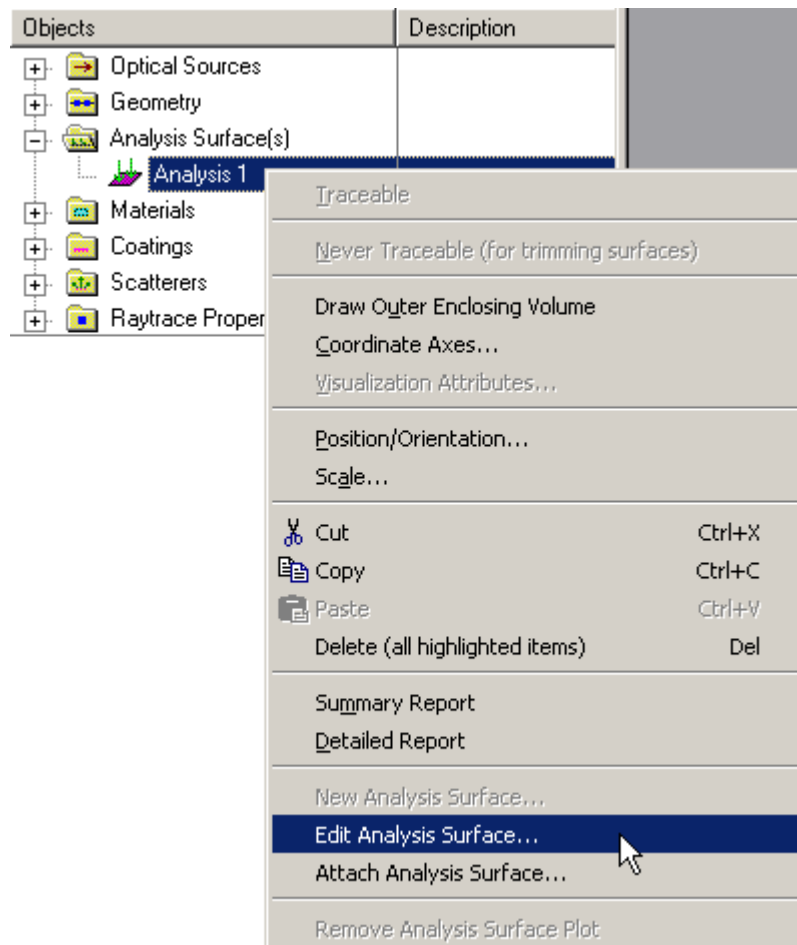 Objects Description
Optical Sources
Geometry
Analysis Surface(s)
Analysis 1
Materials
Coatings
Scatterers
Raytrace Proper
Traceable
Never Traceable (for trimming surfaces)
Draw Outer Enclosing Volume
Coordinate Axes...
Visualization Attributes...
Position/Orientation...
Scale...
Cut Ctrl+X
Copy Ctrl+C
Paste Ctrl+V
Delete (all highlighted items) Del
Summary Report
Detailed Report
New Analysis Surface...
Edit Analysis Surface...
Attach Analysis Surface...
Remove Analysis Surface Plot